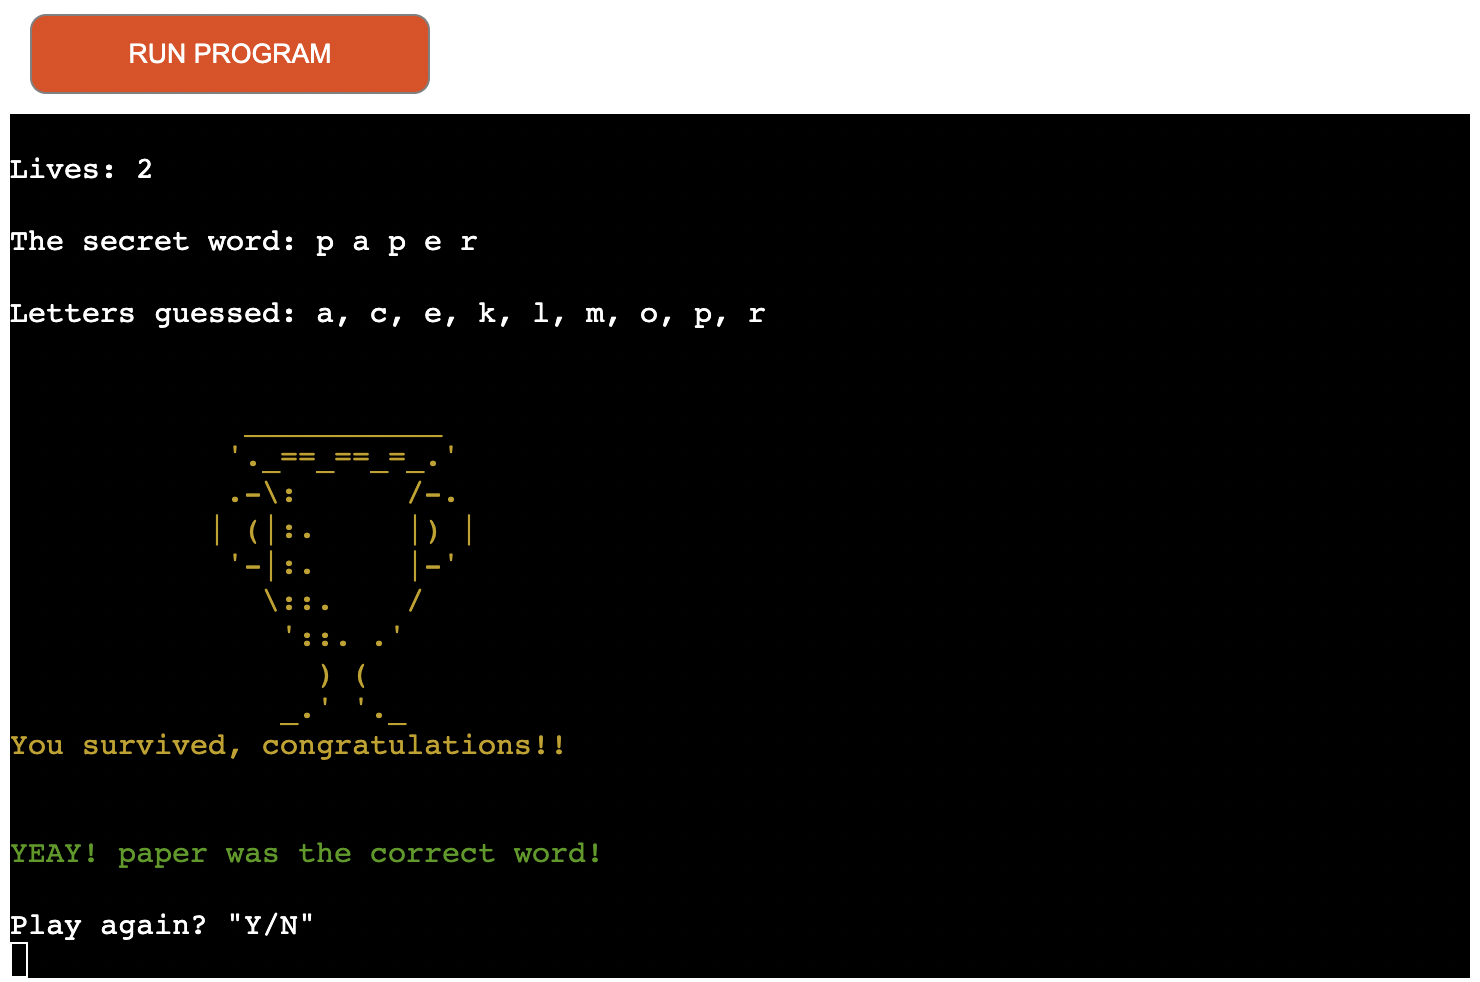 RUN PROGRAM
Lives: 2
The secret word: p a p e r
Letters guessed: a, c, e, k, l, m, o, p, r
             ___________
            '._==_==_=_.'
            .-\:      /-.
           | (|:.     |) |
            '-|:.     |-'
              \::.    /
               '::. .'
                 ) (
               _.' '._
You survived, congratulations!!
YEAY! paper was the correct word!
Play again? "Y/N"